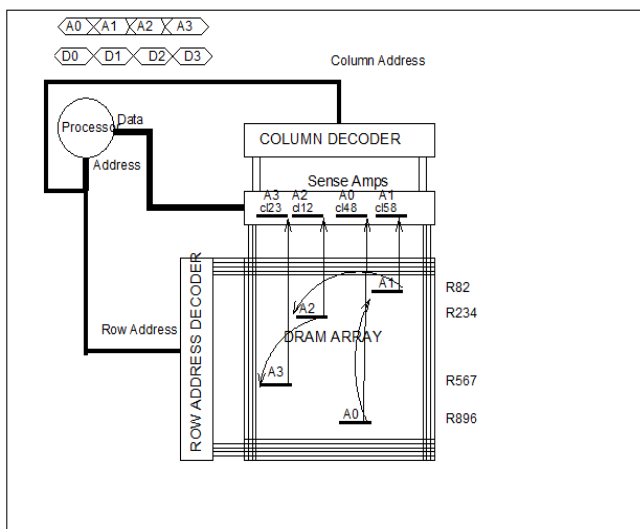 A0 A1 A2 A3
D0 D1 D2 D3
Column Address
Processor
Data
Address
COLUMN DECODER
Sense Amps
A3 A2 A0 A1
cl23 cl12 cl48 cl58
ROW ADDRESS DECODER
Row Address
A1
R82
A2
R234
DRAM ARRAY
A3
R567
A0
R896